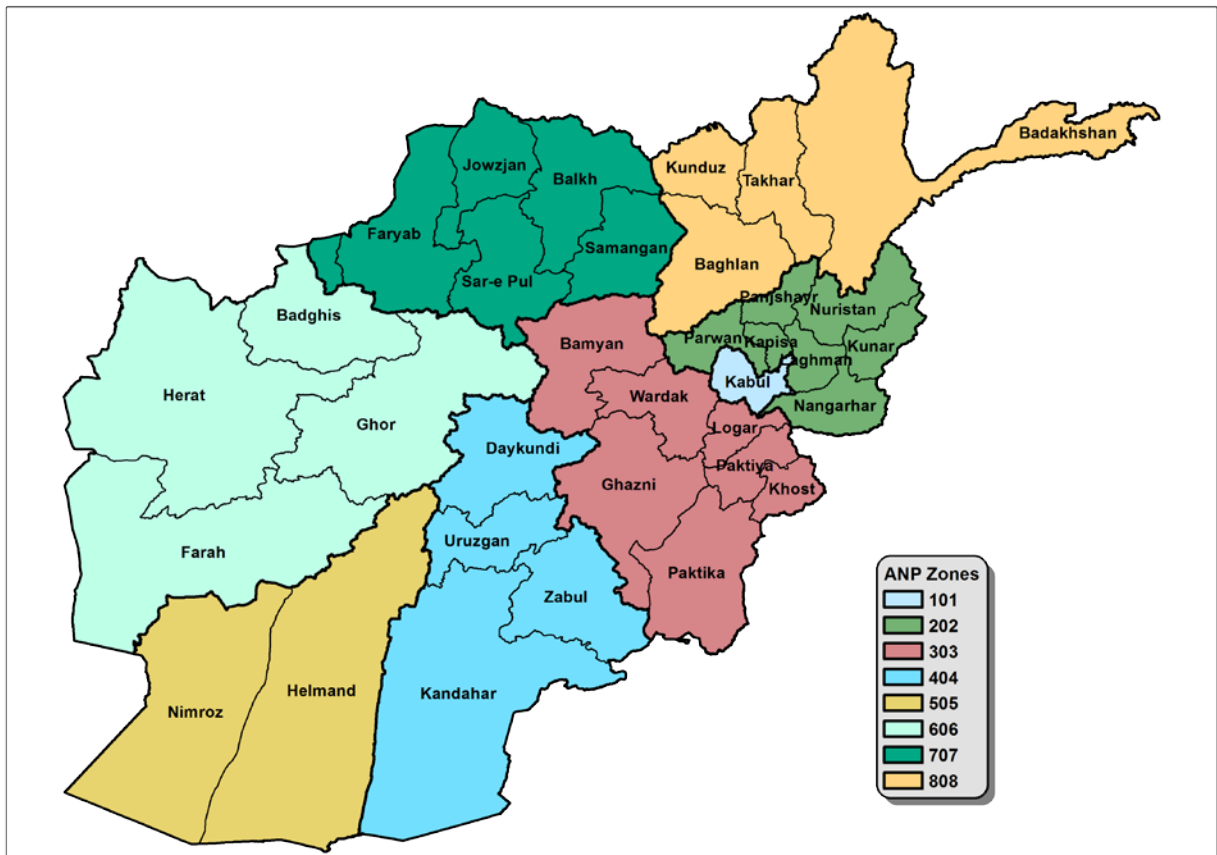 Badakhshan
Kunduz
Takhar
Jowzjan
Balkh
Faryab
Samangan
Baghlan
Sar-e Pul
Panjshayr
Nuristan
Badghis
Parwan
Kapisa
Kunar
Bamyan
Laghman
Kabul
Herat
Wardak
Nangarhar
Ghor
Logar
Daykundi
Paktiya
Ghazni
Khost
Uruzgan
Farah
Paktika
Zabul
Helmand
Kandahar
Nimroz
ANP Zones
101
202
303
404
505
606
707
808